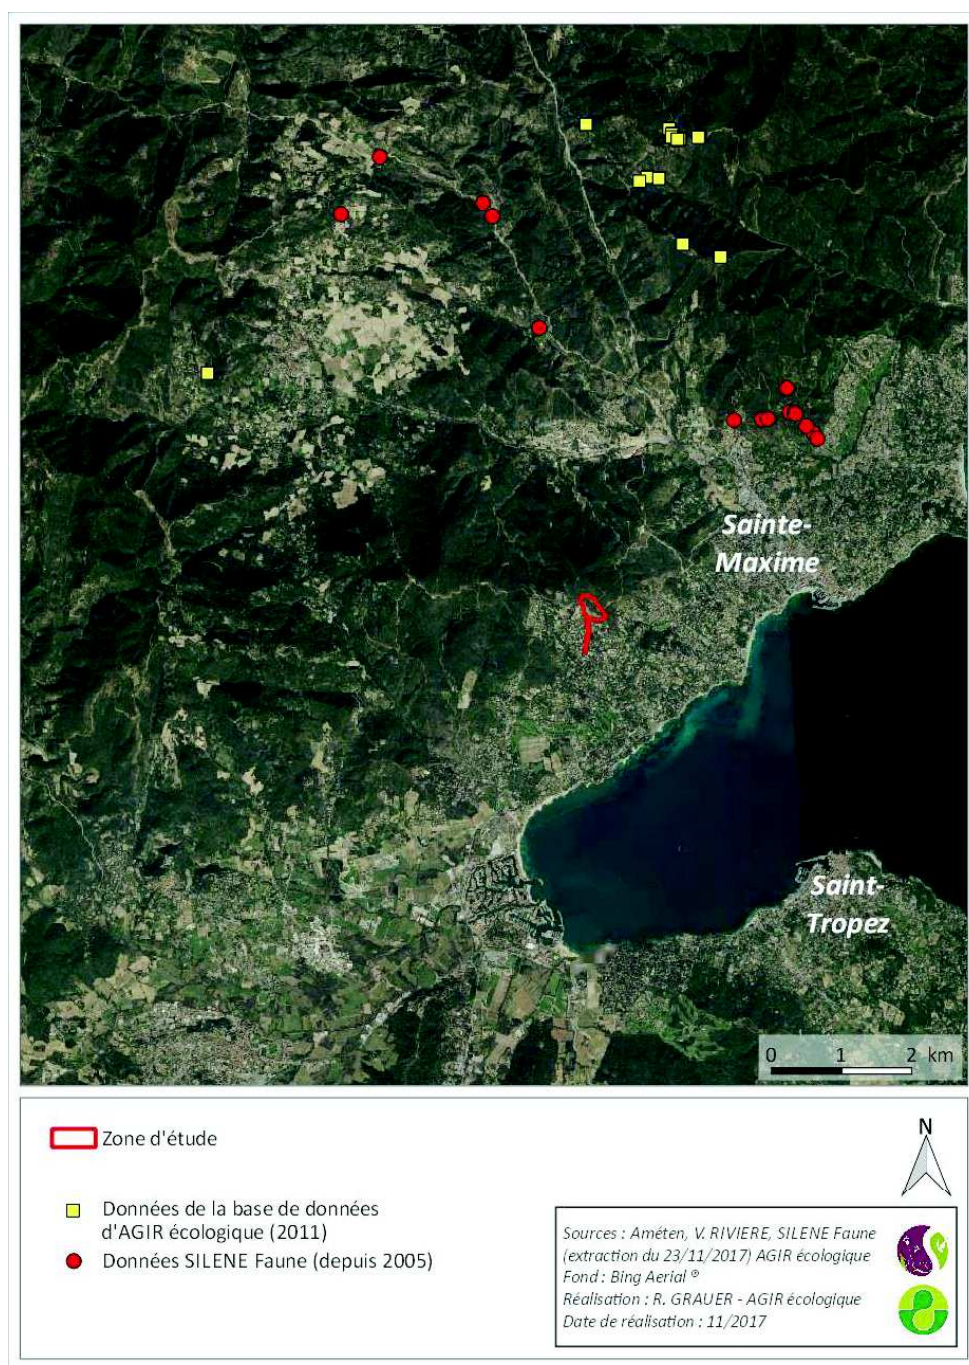 Sainte-
Maxime
Saint-
Tropez
0 1 2 km
Zone d'étude
N
Données de la base de données
d'AGIR écologique (2011)
Données SILENE Faune (depuis 2005)
Sources : Améten, V. RIVIERE, SILENE Faune
(extraction du 23/11/2017) AGIR écologique
Fond : Bing Aerial ®
Réalisation : R. GRAUER - AGIR écologique
Date de réalisation : 11/2017